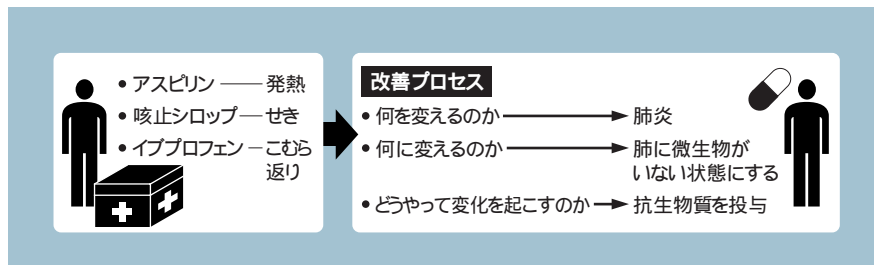 • アスピリン ── 発熱
• 咳止シロップ ─ せき
• イブプロフェン ─ こむら
返り
改善プロセス
• 何を変えるのか → 肺炎
• 何に変えるのか → 肺に微生物が
いない状態にする
• どうやって変化を起こすのか → 抗生物質を投与